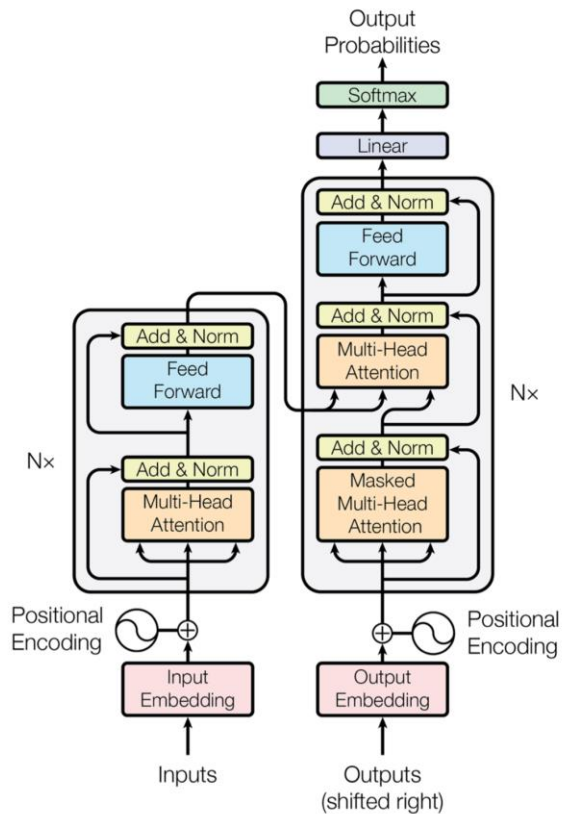 Output
Probabilities
Softmax
Linear
Add & Norm
Feed
Forward
Add & Norm
Multi-Head
Attention
Add & Norm
Masked
Multi-Head
Attention
N×
Add & Norm
Feed
Forward
Add & Norm
Multi-Head
Attention
N×
Positional
Encoding
Positional
Encoding
Input
Embedding
Output
Embedding
Inputs
Outputs
(shifted right)